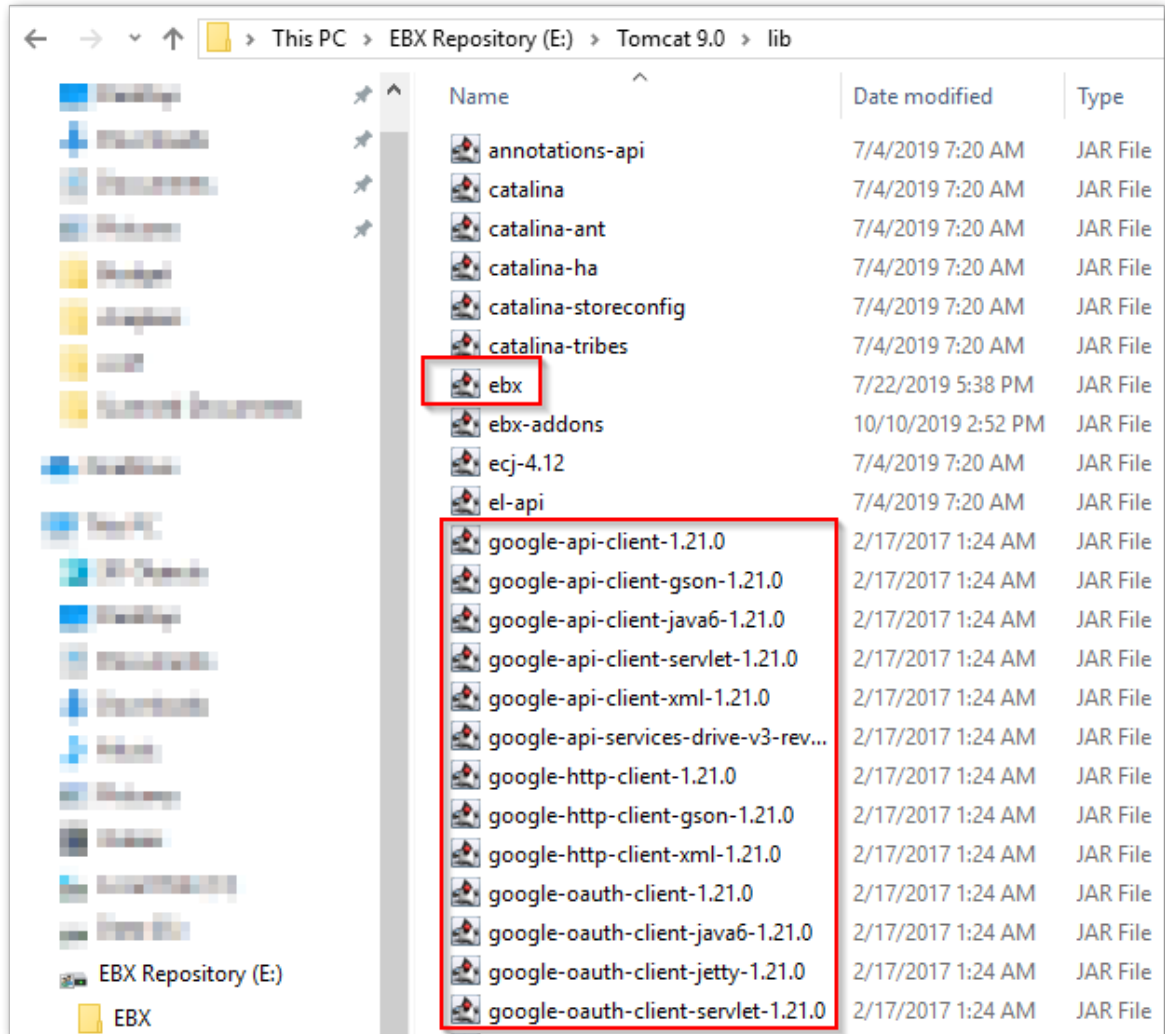 This PC > EBX Repository (E:) > Tomcat 9.0 > lib
Name Date modified Type
annotations-api 7/4/2019 7:20 AM JAR File
catalina 7/4/2019 7:20 AM JAR File
catalina-ant 7/4/2019 7:20 AM JAR File
catalina-ha 7/4/2019 7:20 AM JAR File
catalina-storeconfig 7/4/2019 7:20 AM JAR File
catalina-tribes 7/4/2019 7:20 AM JAR File
ebx 7/22/2019 5:38 PM JAR File
ebx-addons 10/10/2019 2:52 PM JAR File
ecj-4.12 7/4/2019 7:20 AM JAR File
el-api 7/4/2019 7:20 AM JAR File
google-api-client-1.21.0 2/17/2017 1:24 AM JAR File
google-api-client-gson-1.21.0 2/17/2017 1:24 AM JAR File
google-api-client-java6-1.21.0 2/17/2017 1:24 AM JAR File
google-api-client-servlet-1.21.0 2/17/2017 1:24 AM JAR File
google-api-client-xml-1.21.0 2/17/2017 1:24 AM JAR File
google-api-services-drive-v3-rev... 2/17/2017 1:24 AM JAR File
google-http-client-1.21.0 2/17/2017 1:24 AM JAR File
google-http-client-gson-1.21.0 2/17/2017 1:24 AM JAR File
google-http-client-xml-1.21.0 2/17/2017 1:24 AM JAR File
google-oauth-client-1.21.0 2/17/2017 1:24 AM JAR File
google-oauth-client-java6-1.21.0 2/17/2017 1:24 AM JAR File
EBX Repository (E:) google-oauth-client-jetty-1.21.0 2/17/2017 1:24 AM JAR File
EBX google-oauth-client-servlet-1.21.0 2/17/2017 1:24 AM JAR File